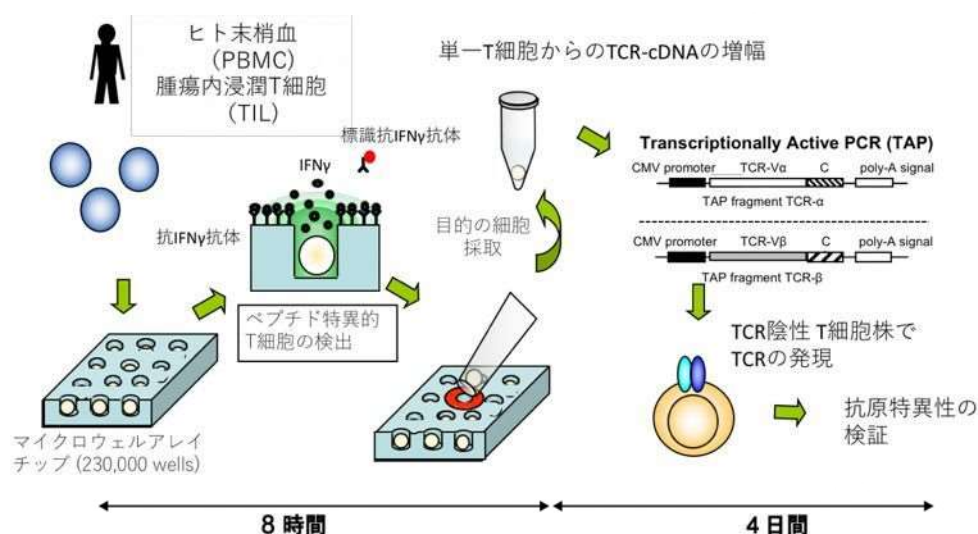 ヒト末梢血
(PBMC)
腫瘍内浸潤T細胞
(TIL)
標識抗IFNγ抗体
IFNγ
抗IFNγ抗体
ペプチド特異的
T細胞の検出
マイクロウェルアレイ
チップ (230,000 wells)
単一T細胞からのTCR-cDNAの増幅
目的の細胞
採取
Transcriptionally Active PCR (TAP)
CMV promoter TCR-Vα C poly-A signal
TAP fragment TCR-α
CMV promoter TCR-Vβ C poly-A signal
TAP fragment TCR-β
TCR陰性 T細胞株で
TCRの発現
抗原特異性の
検証
8 時間
4 日間